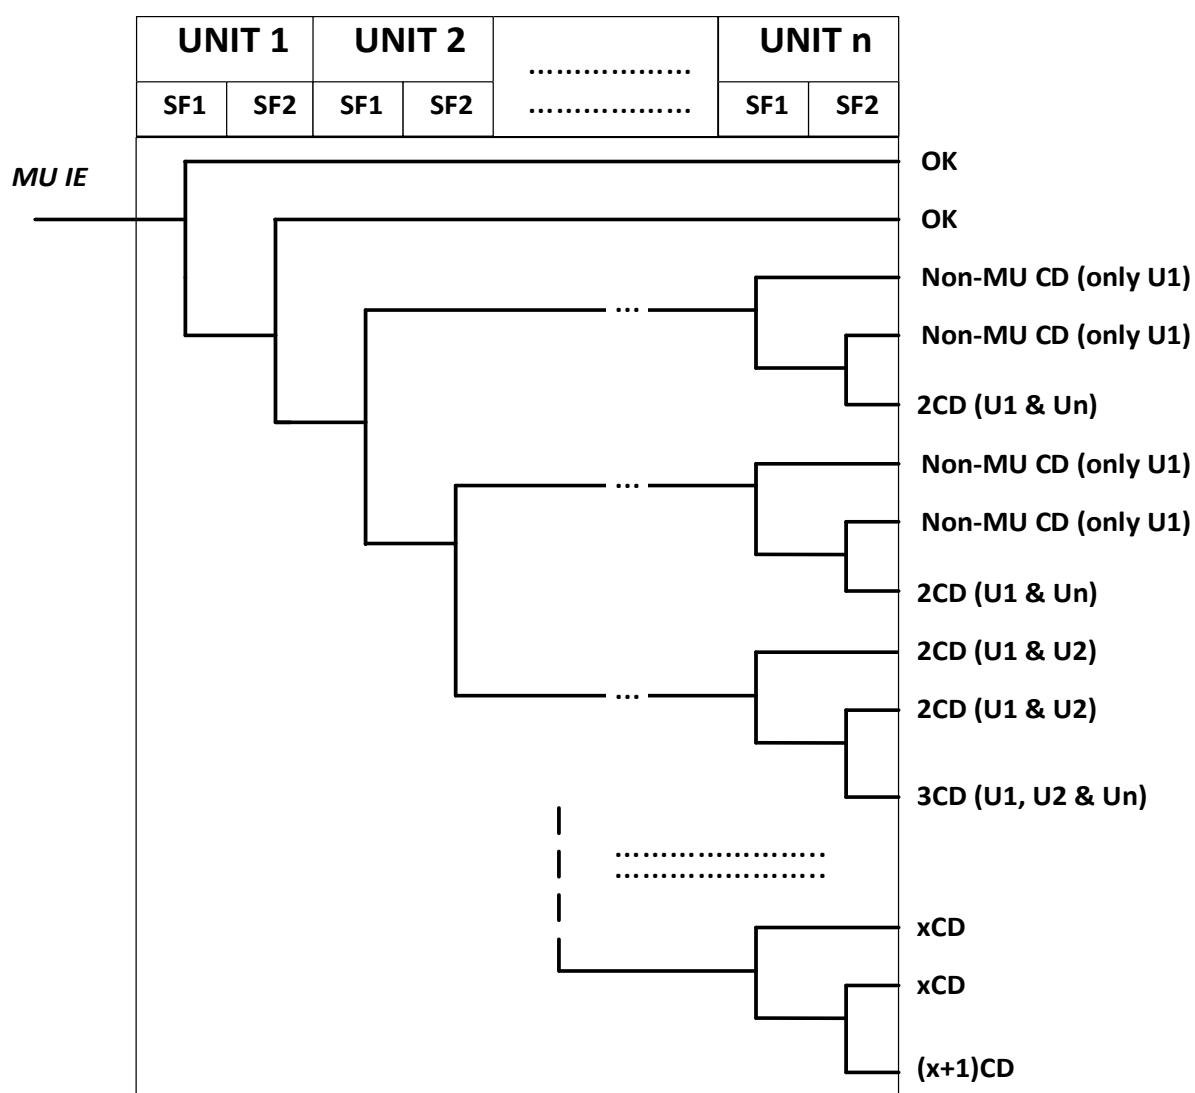 UNIT 1 UNIT 2 ………………… UNIT n
SF1 SF2 SF1 SF2 ………………… SF1 SF2
MU IE
OK
OK
Non-MU CD (only U1)
...
Non-MU CD (only U1)
2CD (U1 & Un)
Non-MU CD (only U1)
...
Non-MU CD (only U1)
2CD (U1 & Un)
2CD (U1 & U2)
...
2CD (U1 & U2)
3CD (U1, U2 & Un)
……………………
……………………
xCD
xCD
(x+1)CD